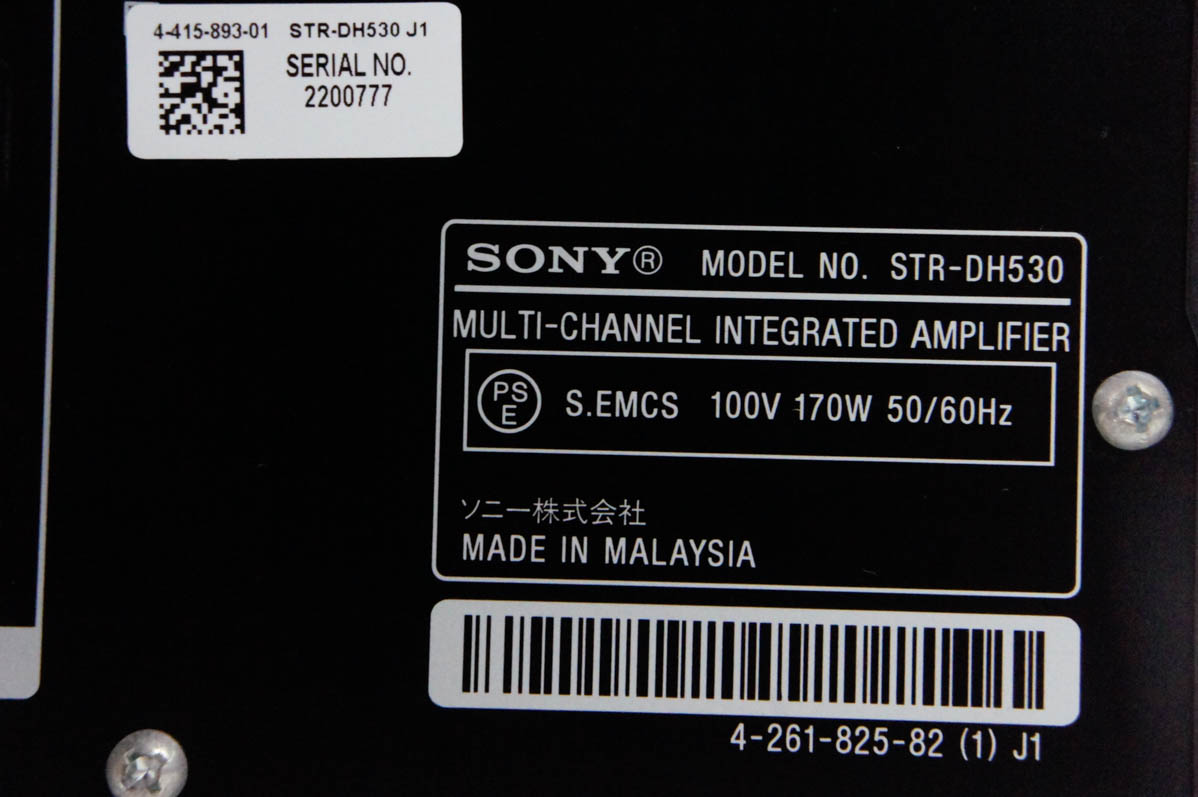 4-415-893-01 STR-DH530 J1
SERIAL NO.
2200777
SONY® MODEL NO. STR-DH530
MULTI-CHANNEL INTEGRATED AMPLIFIER
PS
E
S.EMCS 100V 170W 50/60Hz
ソニー株式会社
MADE IN MALAYSIA
4-261-825-82 (1) J1